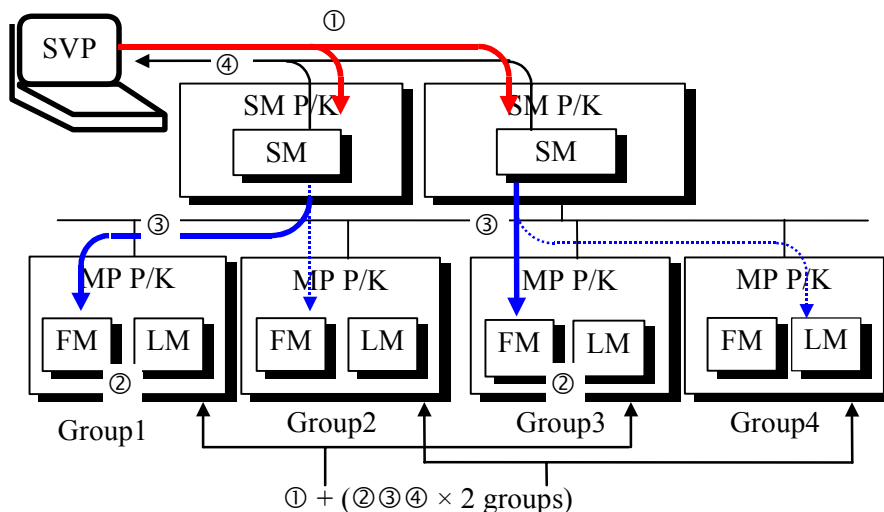 ①
SVP
④
SM P/K
SM P/K
SM
SM
③
③
MP P/K
MP P/K
MP P/K
MP P/K
FM
LM
FM
LM
FM
LM
FM
LM
②
②
Group1
Group2
Group3
Group4
① + (②③④ × 2 groups)